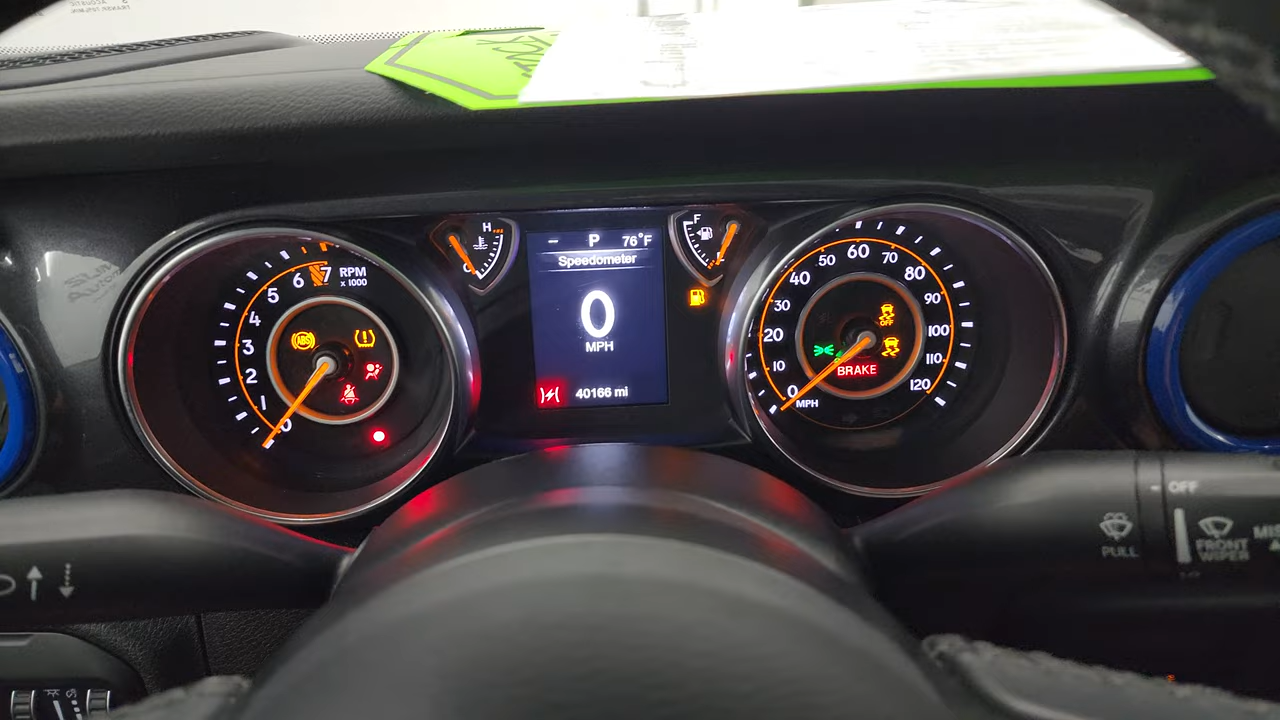 H
C
– P 76°F
Speedometer
0
MPH
40166 mi
F
0 1 2 3 4 5 6 7
RPM
x 1000
ABS
0 10 20 30 40 50 60 70 80 90 100 110 120
MPH
OFF
BRAKE
OFF
PULL
FRONT
WIPER